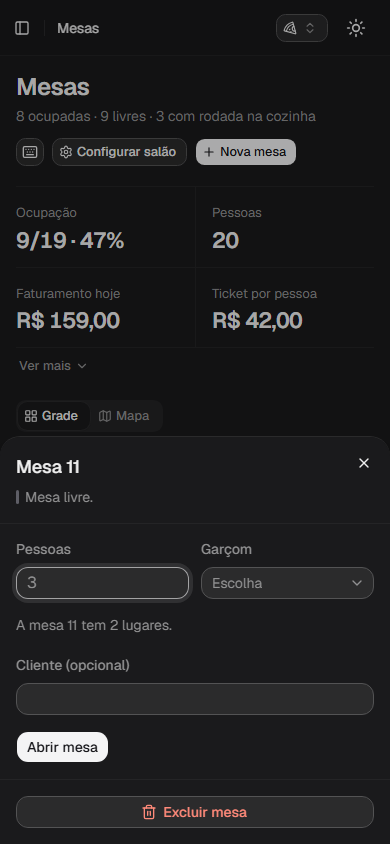 Mesas
Mesas
8 ocupadas · 9 livres · 3 com rodada na cozinha
Configurar salão
Nova mesa
Ocupação
Pessoas
9/19 · 47%
20
Faturamento hoje
Ticket por pessoa
R$ 159,00
R$ 42,00
Ver mais
Grade
Mapa
Mesa 11
Mesa livre.
Pessoas
Garçom
3
Escolha
A mesa 11 tem 2 lugares.
Cliente (opcional)
Abrir mesa
Excluir mesa